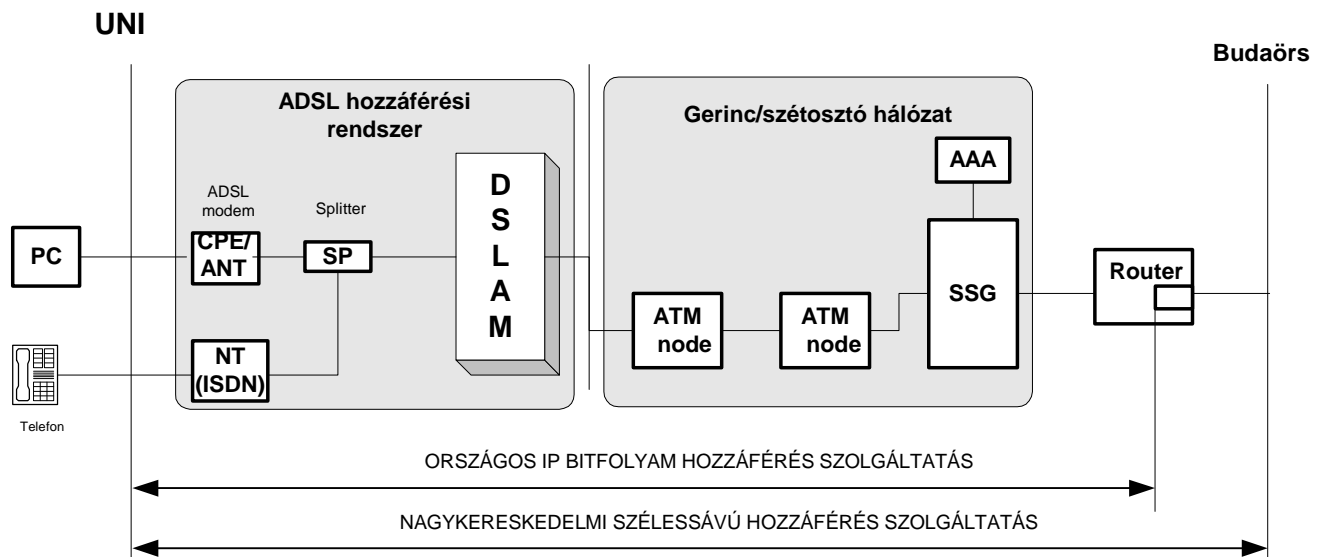 UNI
Budaörs
ADSL hozzáférési
rendszer
Gerinc/szétosztó hálózat
AAA
D
S
L
A
M
ADSL
modem
Splitter
PC
CPE/
ANT
SP
SSG
Router
ATM
node
ATM
node
NT
(ISDN)
Telefon
ORSZÁGOS IP BITFOLYAM HOZZÁFÉRÉS SZOLGÁLTATÁS
NAGYKERESKEDELMI SZÉLESSÁVÚ HOZZÁFÉRÉS SZOLGÁLTATÁS